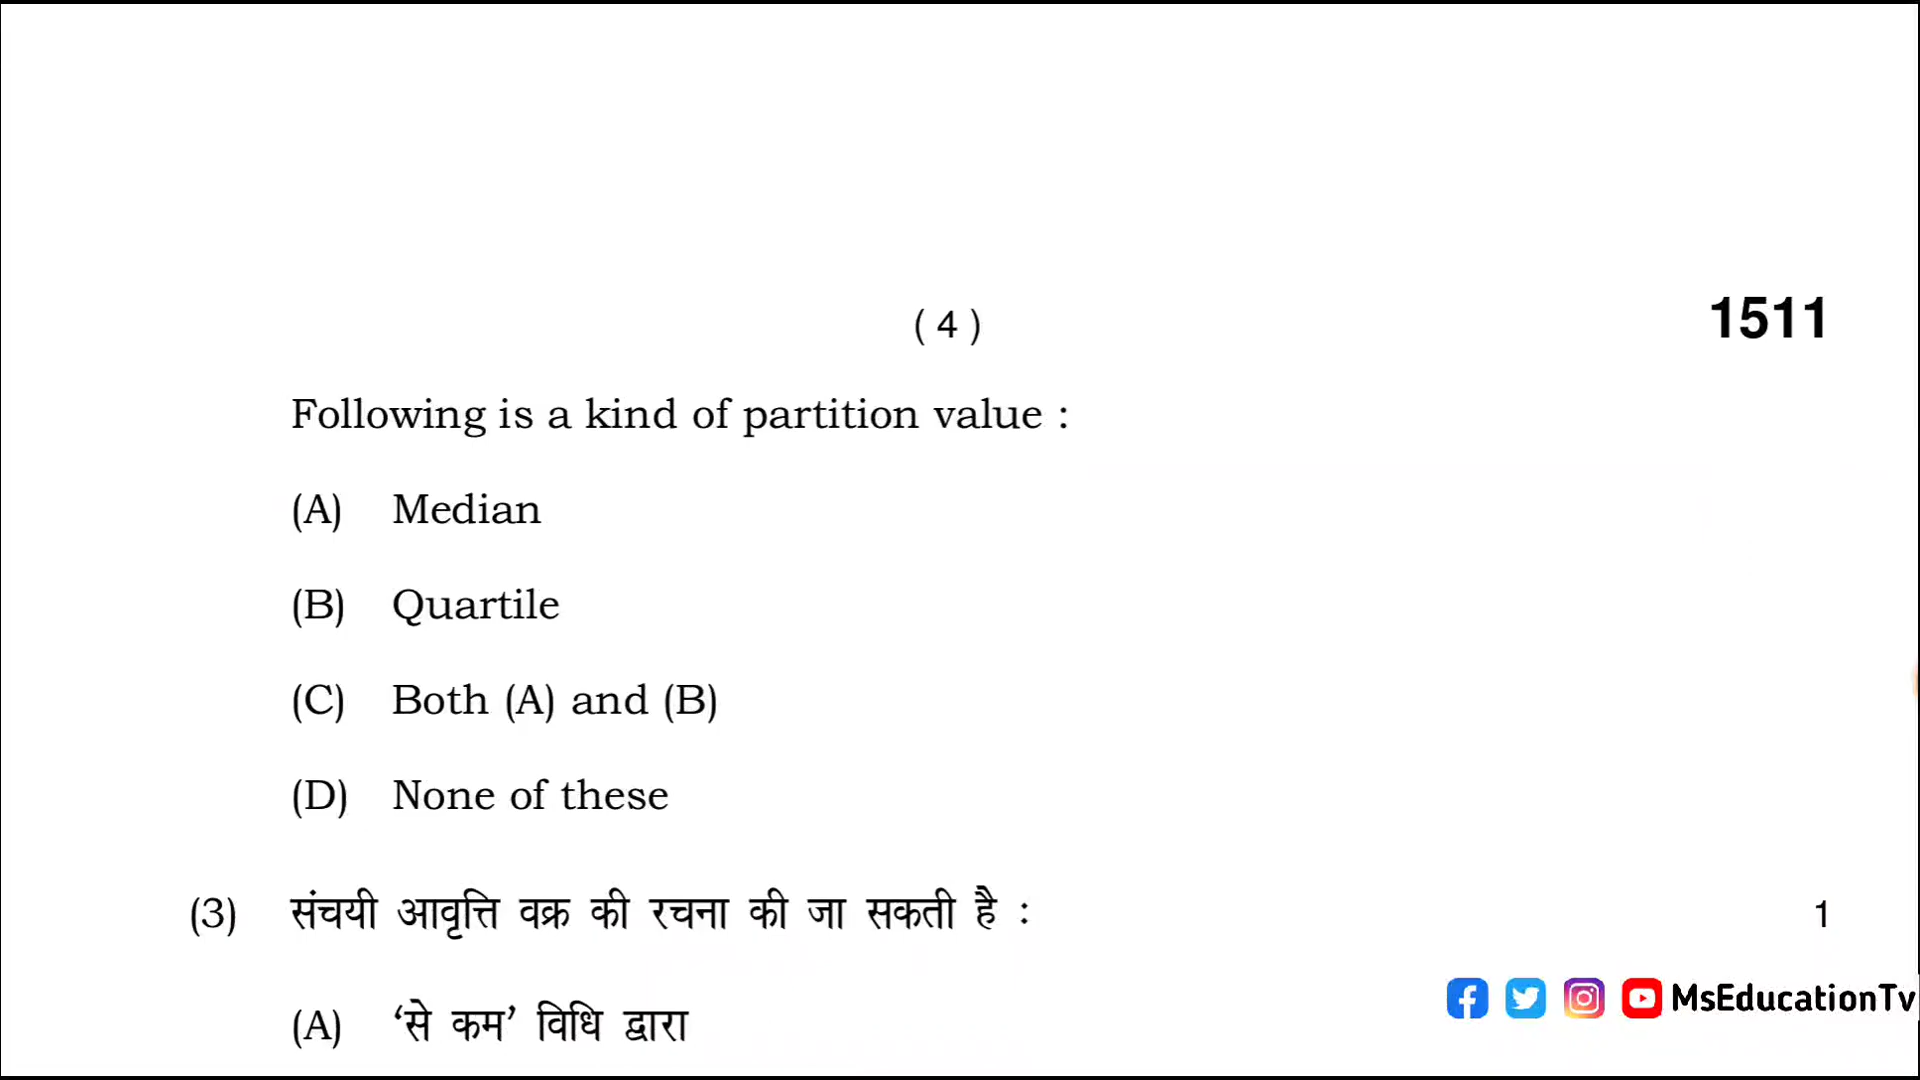 ( 4 )
1511
Following is a kind of partition value :
(A) Median
(B) Quartile
(C) Both (A) and (B)
(D) None of these
(3) संचयी आवृत्ति वक्र की रचना की जा सकती है : 1
(A) ‘से कम’ विधि द्वारा
MsEducationTv